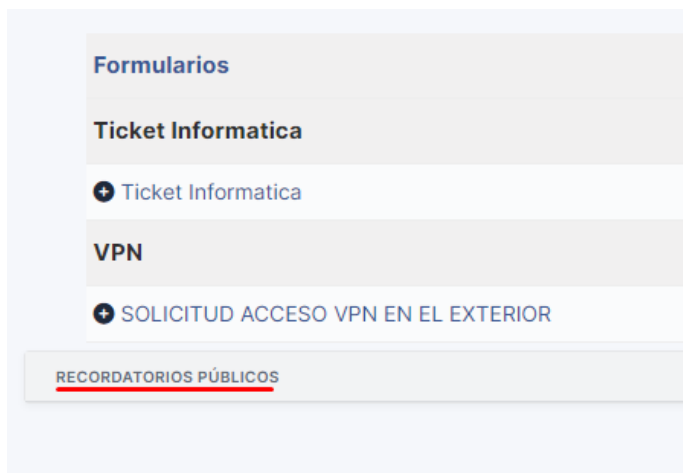 Formularios
Ticket Informatica
Ticket Informatica
VPN
SOLICITUD ACCESO VPN EN EL EXTERIOR
RECORDATORIOS PÚBLICOS